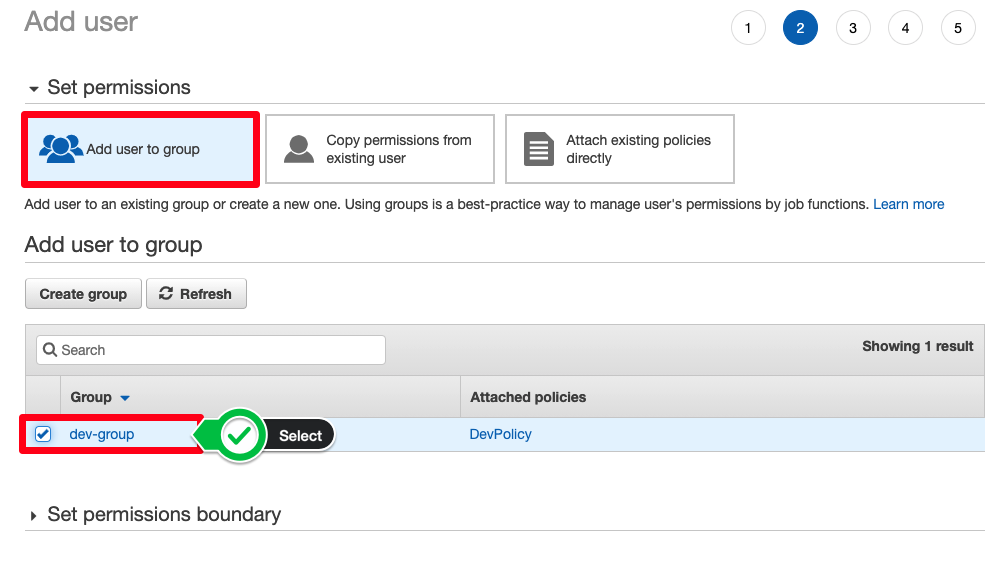 Add user
1 2 3 4 5
Set permissions
Add user to group
Copy permissions from
existing user
Attach existing policies
directly
Add user to an existing group or create a new one. Using groups is a best-practice way to manage user's permissions by job functions. Learn more
Add user to group
Create group Refresh
Search
Showing 1 result
Group Attached policies
dev-group Select DevPolicy
Set permissions boundary